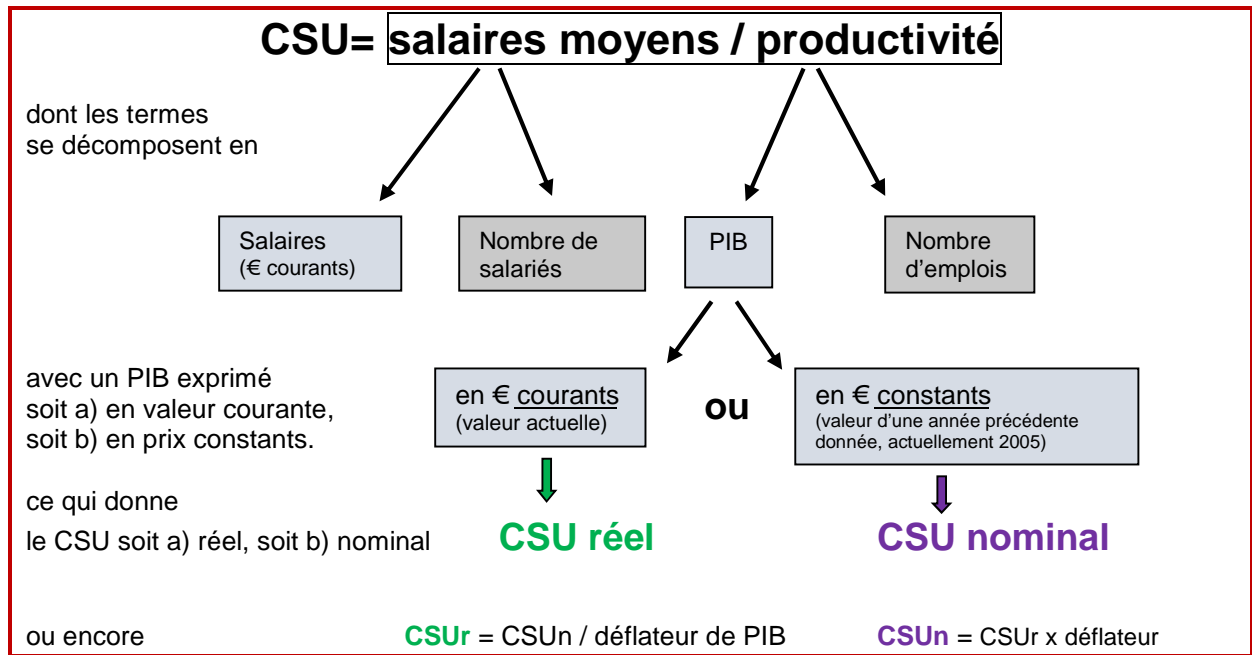 CSU= salaires moyens / productivité
dont les termes
se décomposent en
Salaires
(€ courants)
Nombre de
salariés
PIB
Nombre
d'emplois
avec un PIB exprimé
soit a) en valeur courante,
soit b) en prix constants.
en € courants
(valeur actuelle)
ou
en € constants
(valeur d'une année précédente
donnée, actuellement 2005)
ce qui donne
le CSU soit a) réel, soit b) nominal
CSU réel
CSU nominal
ou encore
CSUr = CSUn / déflateur de PIB
CSUn = CSUr x déflateur